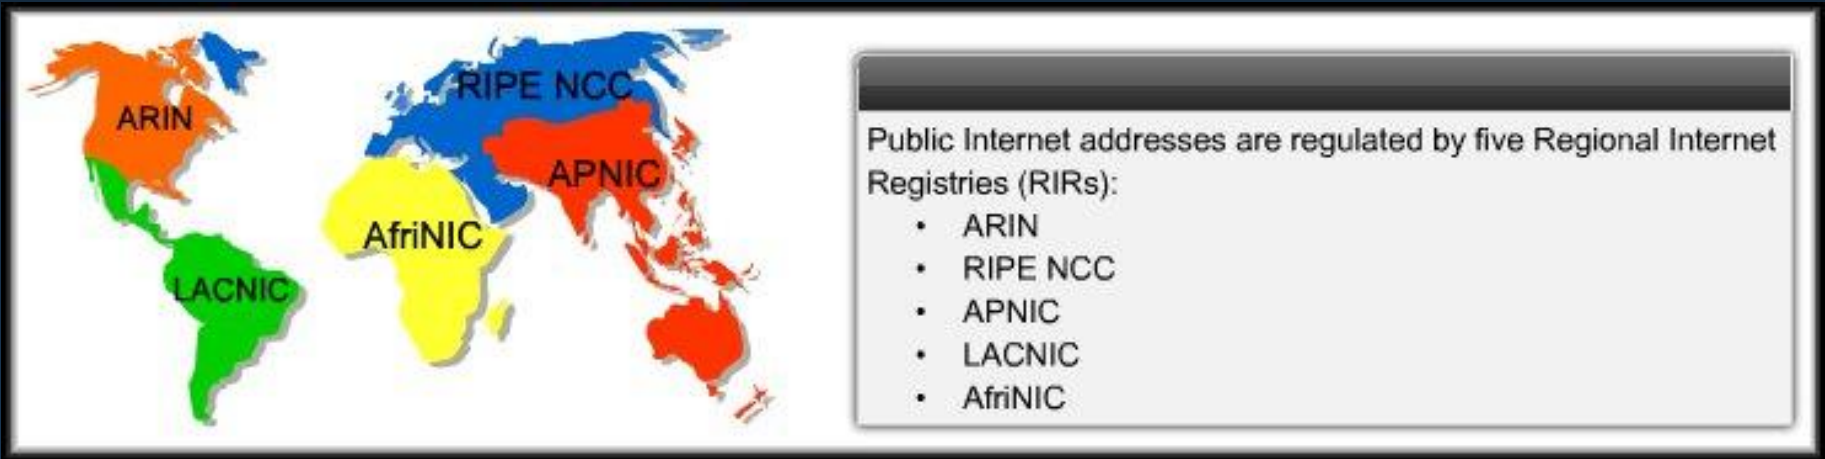 ARIN
RIPE NCC
APNIC
AfriNIC
LACNIC
Public Internet addresses are regulated by five Regional Internet
Registries (RIRs):
• ARIN
• RIPE NCC
• APNIC
• LACNIC
• AfriNIC